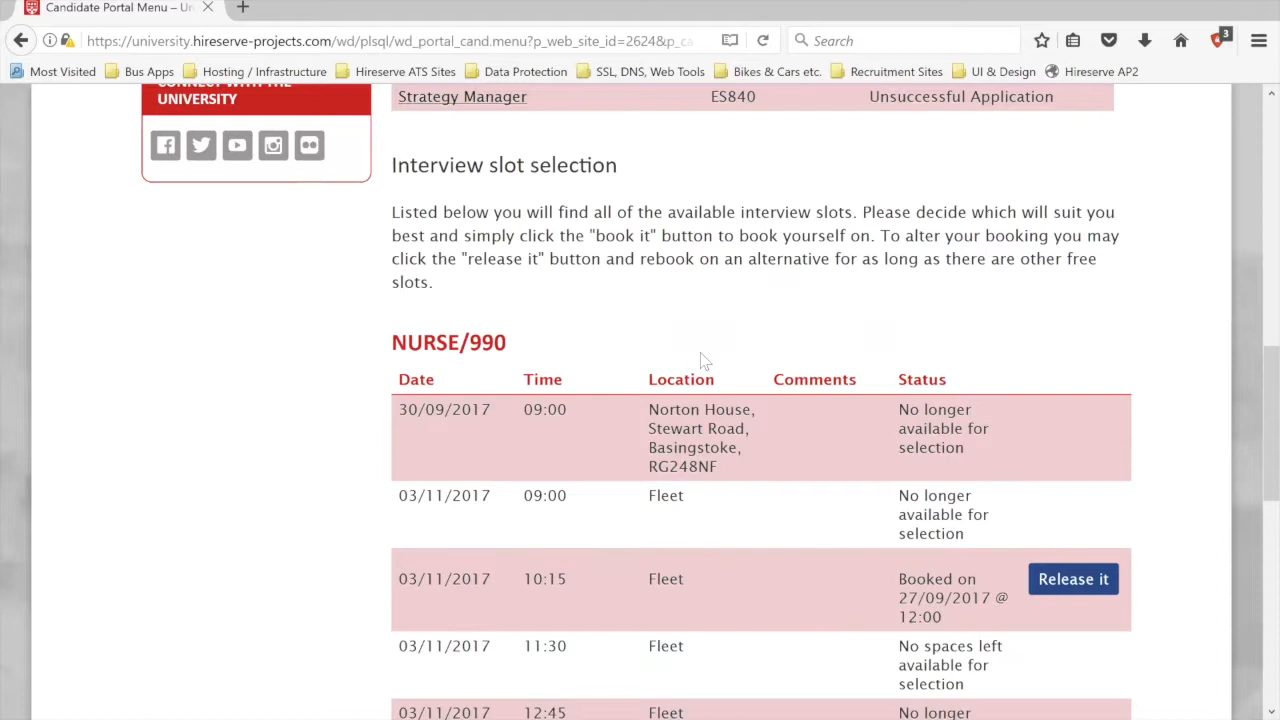 Candidate Portal Menu – Un
https://university.hireserve-projects.com/wd/plsql/wd_portal_cand.menu?p_web_site_id=2624&p_ca
Search
3
Most Visited
Bus Apps
Hosting / Infrastructure
Hireserve ATS Sites
Data Protection
SSL, DNS, Web Tools
Bikes & Cars etc.
Recruitment Sites
UI & Design
Hireserve AP2
CONNECT WITH THE
UNIVERSITY
Strategy Manager ES840 Unsuccessful Application
Interview slot selection
Listed below you will find all of the available interview slots. Please decide which will suit you
best and simply click the "book it" button to book yourself on. To alter your booking you may
click the "release it" button and rebook on an alternative for as long as there are other free
slots.
NURSE/990
Date Time Location Comments Status
30/09/2017 09:00 Norton House, No longer
Stewart Road, available for
Basingstoke, selection
RG248NF
03/11/2017 09:00 Fleet No longer
available for
selection
03/11/2017 10:15 Fleet Booked on Release it
27/09/2017 @
12:00
03/11/2017 11:30 Fleet No spaces left
available for
selection
03/11/2017 12:45 Fleet No longer